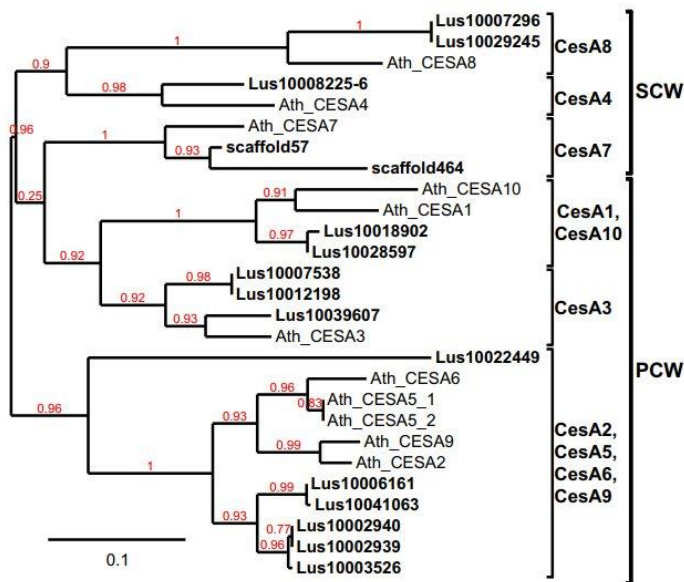 1
Lus10007296
1
Lus10029245
CesA8
0.9
Ath_CESA8
SCW
0.98
Lus10008225-6
Ath_CESA4
CesA4
0.96
1
Ath_CESA7
0.93
scaffold57
CesA7
scaffold464
0.25
0.91
Ath_CESA10
1
Ath_CESA1
CesA1,
CesA10
0.97
Lus10018902
Lus10028597
0.92
0.98
Lus10007538
0.92
Lus10012198
CesA3
0.93
Lus10039607
Ath_CESA3
Lus10022449
PCW
0.96
0.96
Ath_CESA6
0.83
Ath_CESA5_1
0.93
Ath_CESA5_2
CesA2,
CesA5,
CesA6,
CesA9
0.99
Ath_CESA9
Ath_CESA2
1
0.99
Lus10006161
Lus10041063
0.93
0.77
Lus10002940
0.96
Lus10002939
Lus10003526
0.1